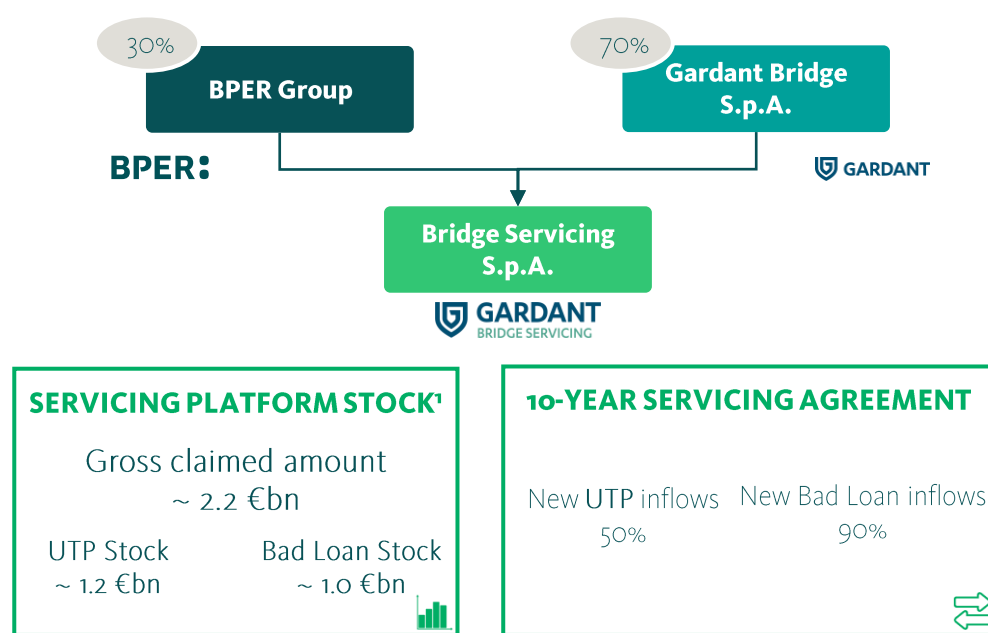 30%
BPER Group
70%
Gardant Bridge
S.p.A.
BPER:
GARDANT
Bridge Servicing
S.p.A.
GARDANT
BRIDGE SERVICING
SERVICING PLATFORM STOCK¹
Gross claimed amount
~ 2.2 €bn
UTP Stock
~ 1.2 €bn
Bad Loan Stock
~ 1.0 €bn
10-YEAR SERVICING AGREEMENT
New UTP inflows
50%
New Bad Loan inflows
90%